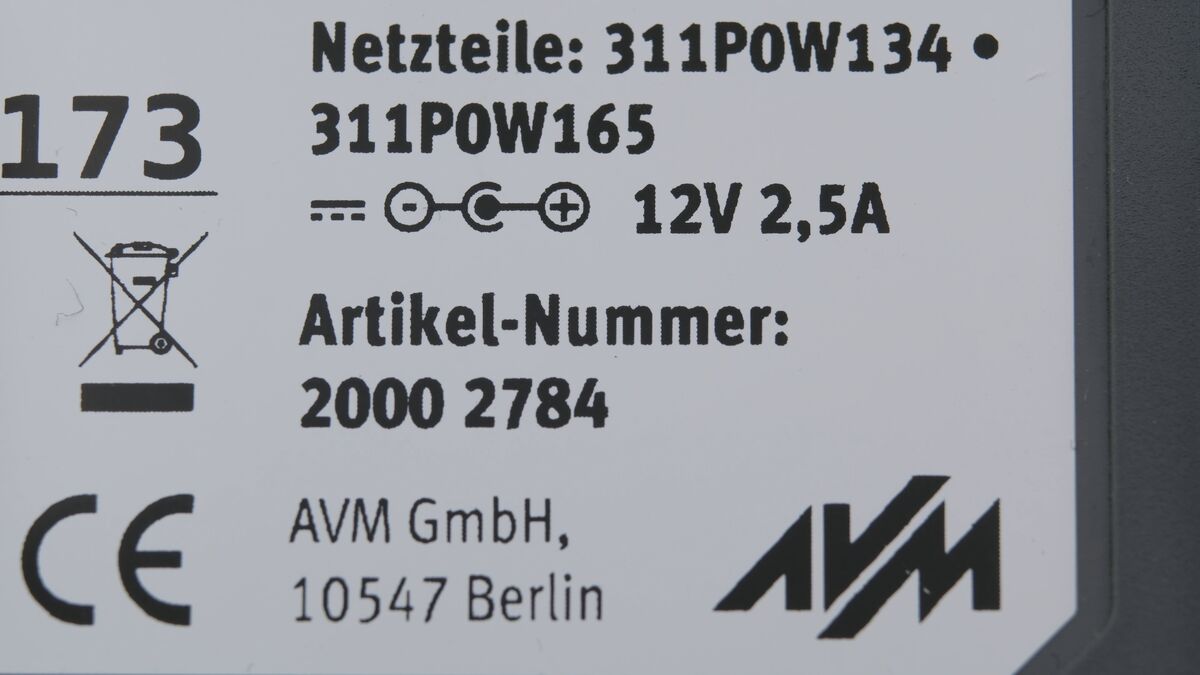 Netzteile: 311P0W134 •
311P0W165
173
- + 12V 2,5A
Artikel-Nummer:
2000 2784
CE
AVM GmbH,
10547 Berlin
AVM